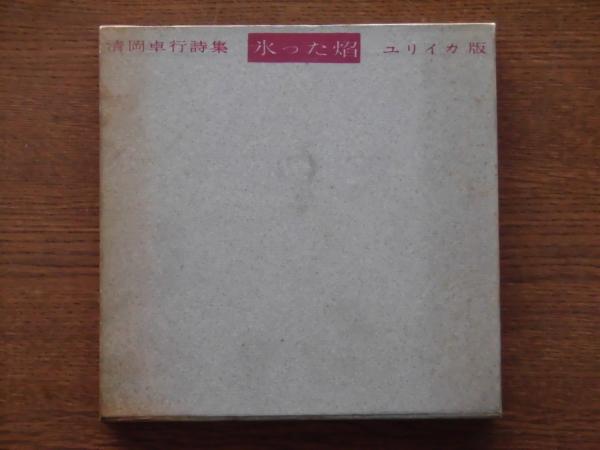 清岡卓行詩集 氷った焔 ユリイカ版